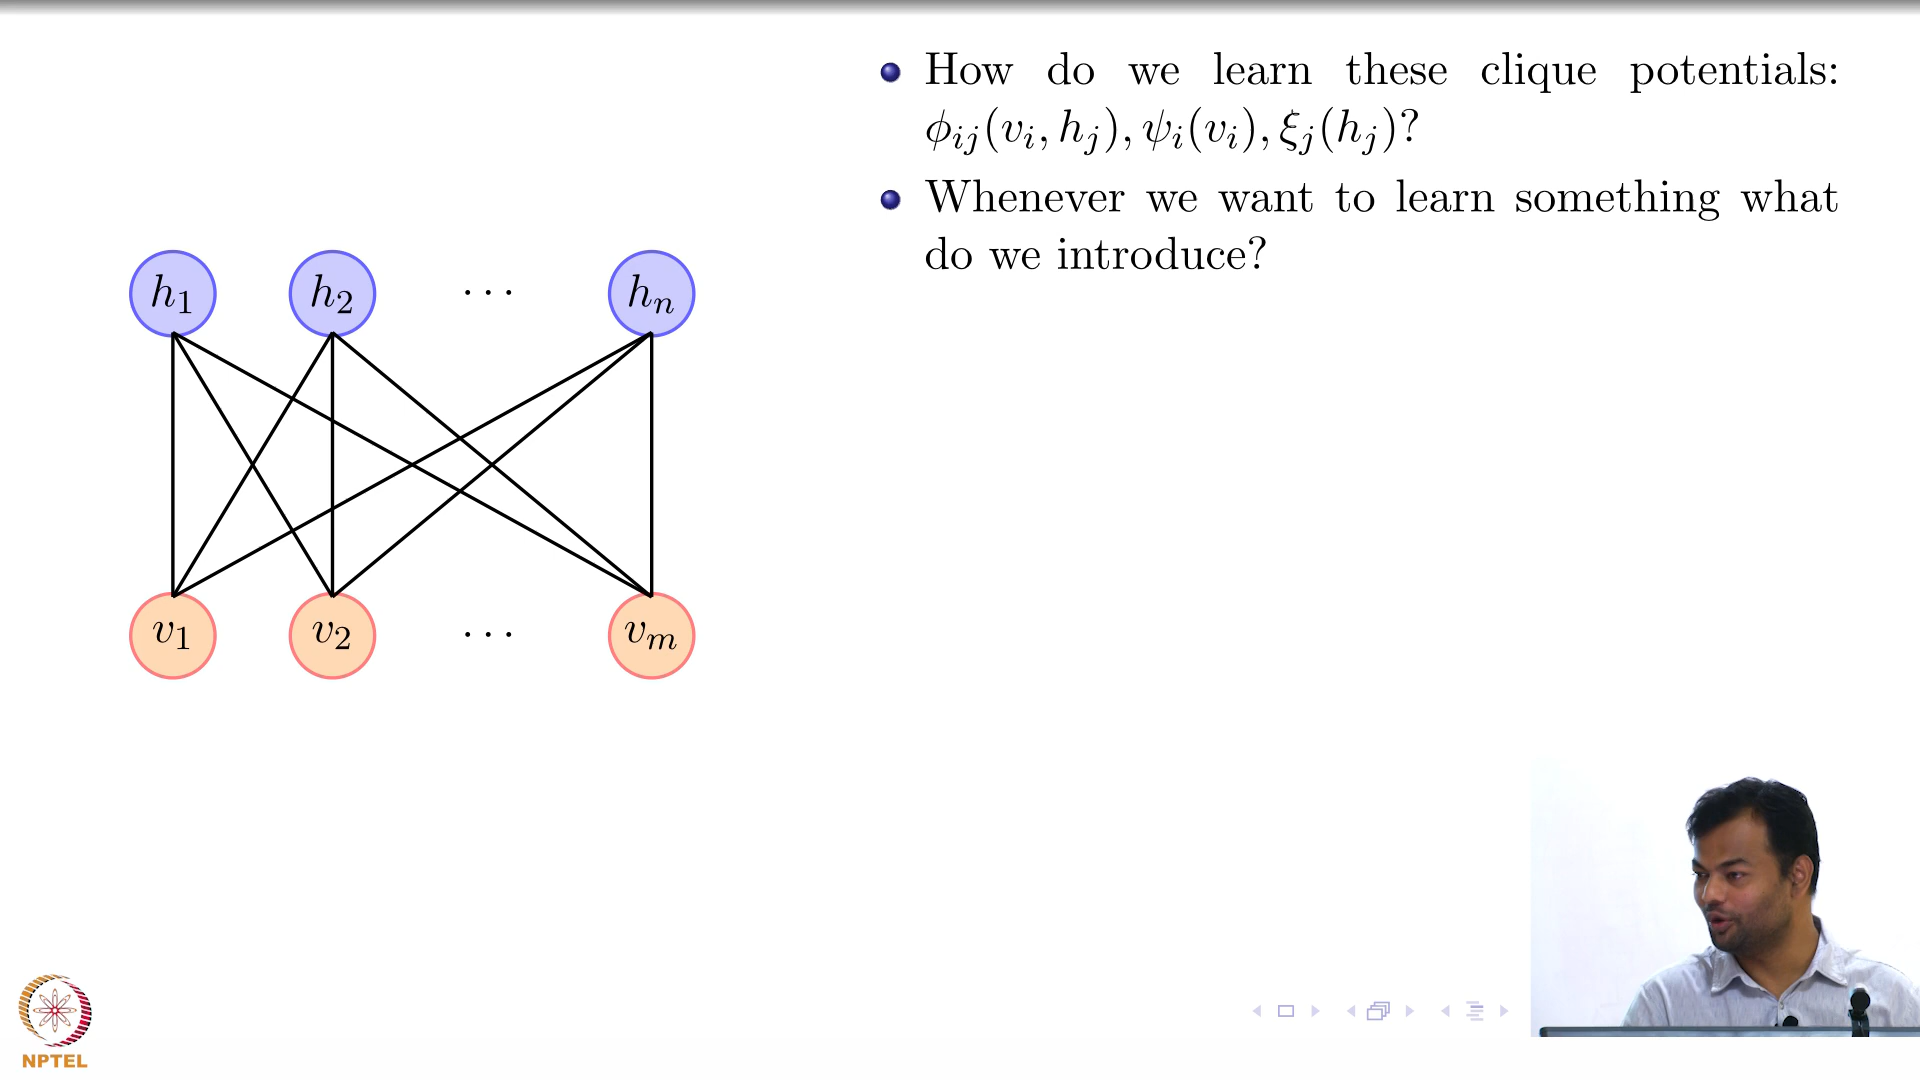 How do we learn these clique potentials:
ϕᵢⱼ(vᵢ, hⱼ), ψᵢ(vᵢ), ξⱼ(hⱼ)?
Whenever we want to learn something what
do we introduce?
h₁ h₂ ··· hₙ
v₁ v₂ ··· vₘ
NPTEL